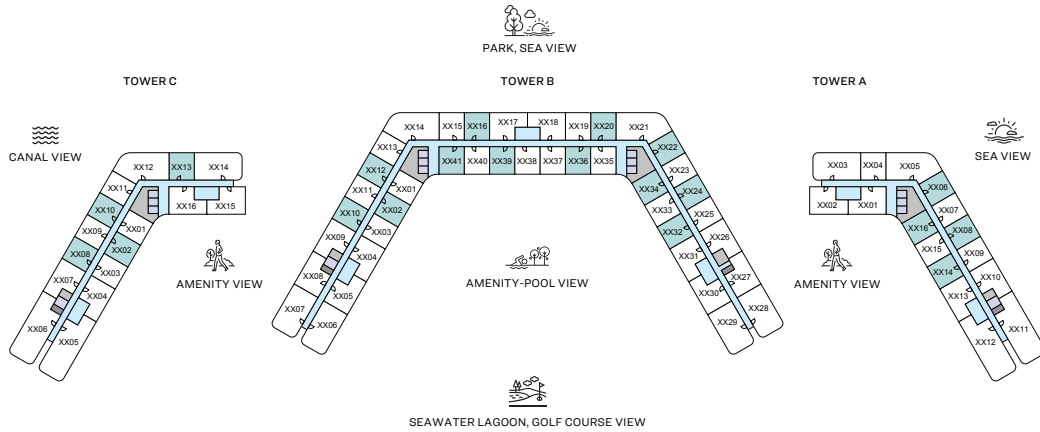 PARK, SEA VIEW
TOWER C
TOWER B
TOWER A
CANAL VIEW
SEA VIEW
XX12
XX13
XX14
XX11
XX10
XX09
XX08
XX07
XX06
XX05
XX04
XX03
XX02
XX01
XX16
XX15
AMENITY VIEW
XX14
XX15
XX16
XX17
XX18
XX19
XX20
XX21
XX13
XX12
XX11
XX10
XX09
XX08
XX07
XX06
XX05
XX04
XX03
XX02
XX01
XX41
XX40
XX39
XX38
XX37
XX36
XX35
XX34
XX33
XX32
XX31
XX30
XX29
XX28
XX27
XX26
XX25
XX24
XX23
XX22
AMENITY-POOL VIEW
XX03
XX04
XX05
XX02
XX01
XX06
XX07
XX08
XX09
XX10
XX11
XX12
XX13
XX14
XX15
XX16
AMENITY VIEW
SEAWATER LAGOON, GOLF COURSE VIEW